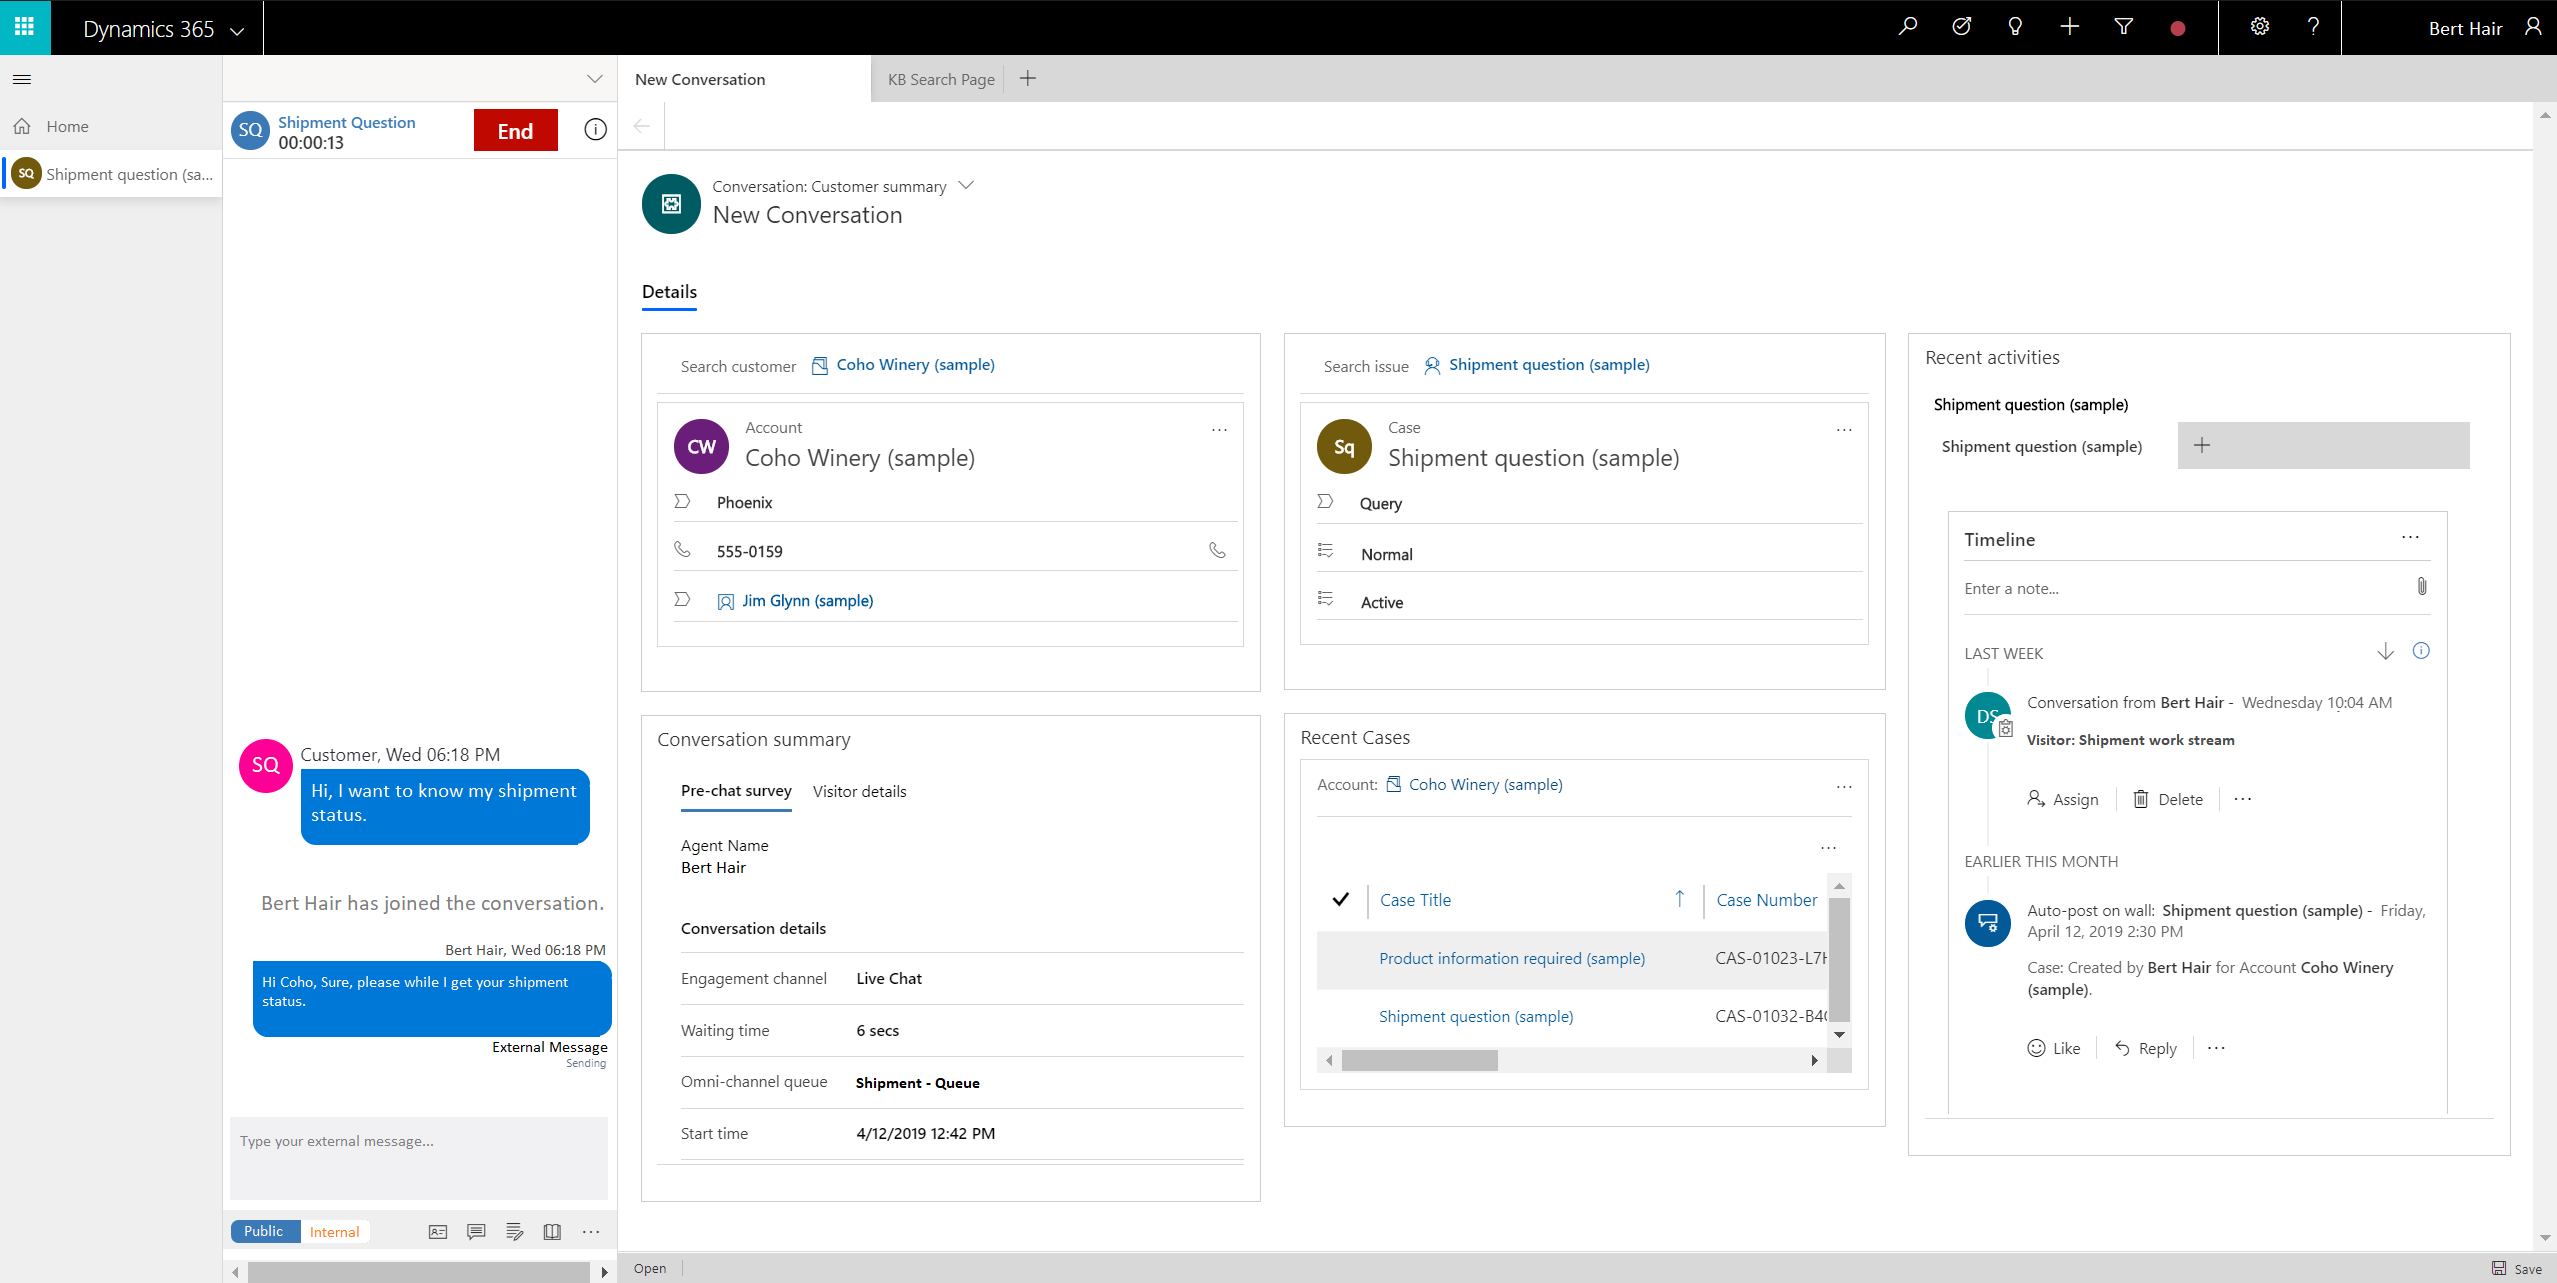 Dynamics 365
Bert Hair
Home
SQ
Shipment question (sa...
SQ
Shipment Question
00:00:13
End
SQ
Customer, Wed 06:18 PM
Hi, I want to know my shipment
status.
Bert Hair has joined the conversation.
Bert Hair, Wed 06:18 PM
Hi Coho, Sure, please while I get your shipment
status.
External Message
Sending
Type your external message...
Public
Internal
New Conversation
KB Search Page
Conversation: Customer summary
New Conversation
Details
Search customer
Coho Winery (sample)
CW
Account
Coho Winery (sample)
Phoenix
555-0159
Jim Glynn (sample)
Conversation summary
Pre-chat survey
Visitor details
Agent Name
Bert Hair
Conversation details
Engagement channel
Live Chat
Waiting time
6 secs
Omni-channel queue
Shipment - Queue
Start time
4/12/2019 12:42 PM
Search issue
Shipment question (sample)
Sq
Case
Shipment question (sample)
Query
Normal
Active
Recent Cases
Account:
Coho Winery (sample)
Case Title
Case Number
Product information required (sample)
CAS-01023-L7
Shipment question (sample)
CAS-01032-B4
Recent activities
Shipment question (sample)
Shipment question (sample)
Timeline
Enter a note...
LAST WEEK
DS
Conversation from Bert Hair - Wednesday 10:04 AM
Visitor: Shipment work stream
Assign
Delete
EARLIER THIS MONTH
Auto-post on wall: Shipment question (sample) - Friday,
April 12, 2019 2:30 PM
Case: Created by Bert Hair for Account Coho Winery
(sample).
Like
Reply
Open
Save